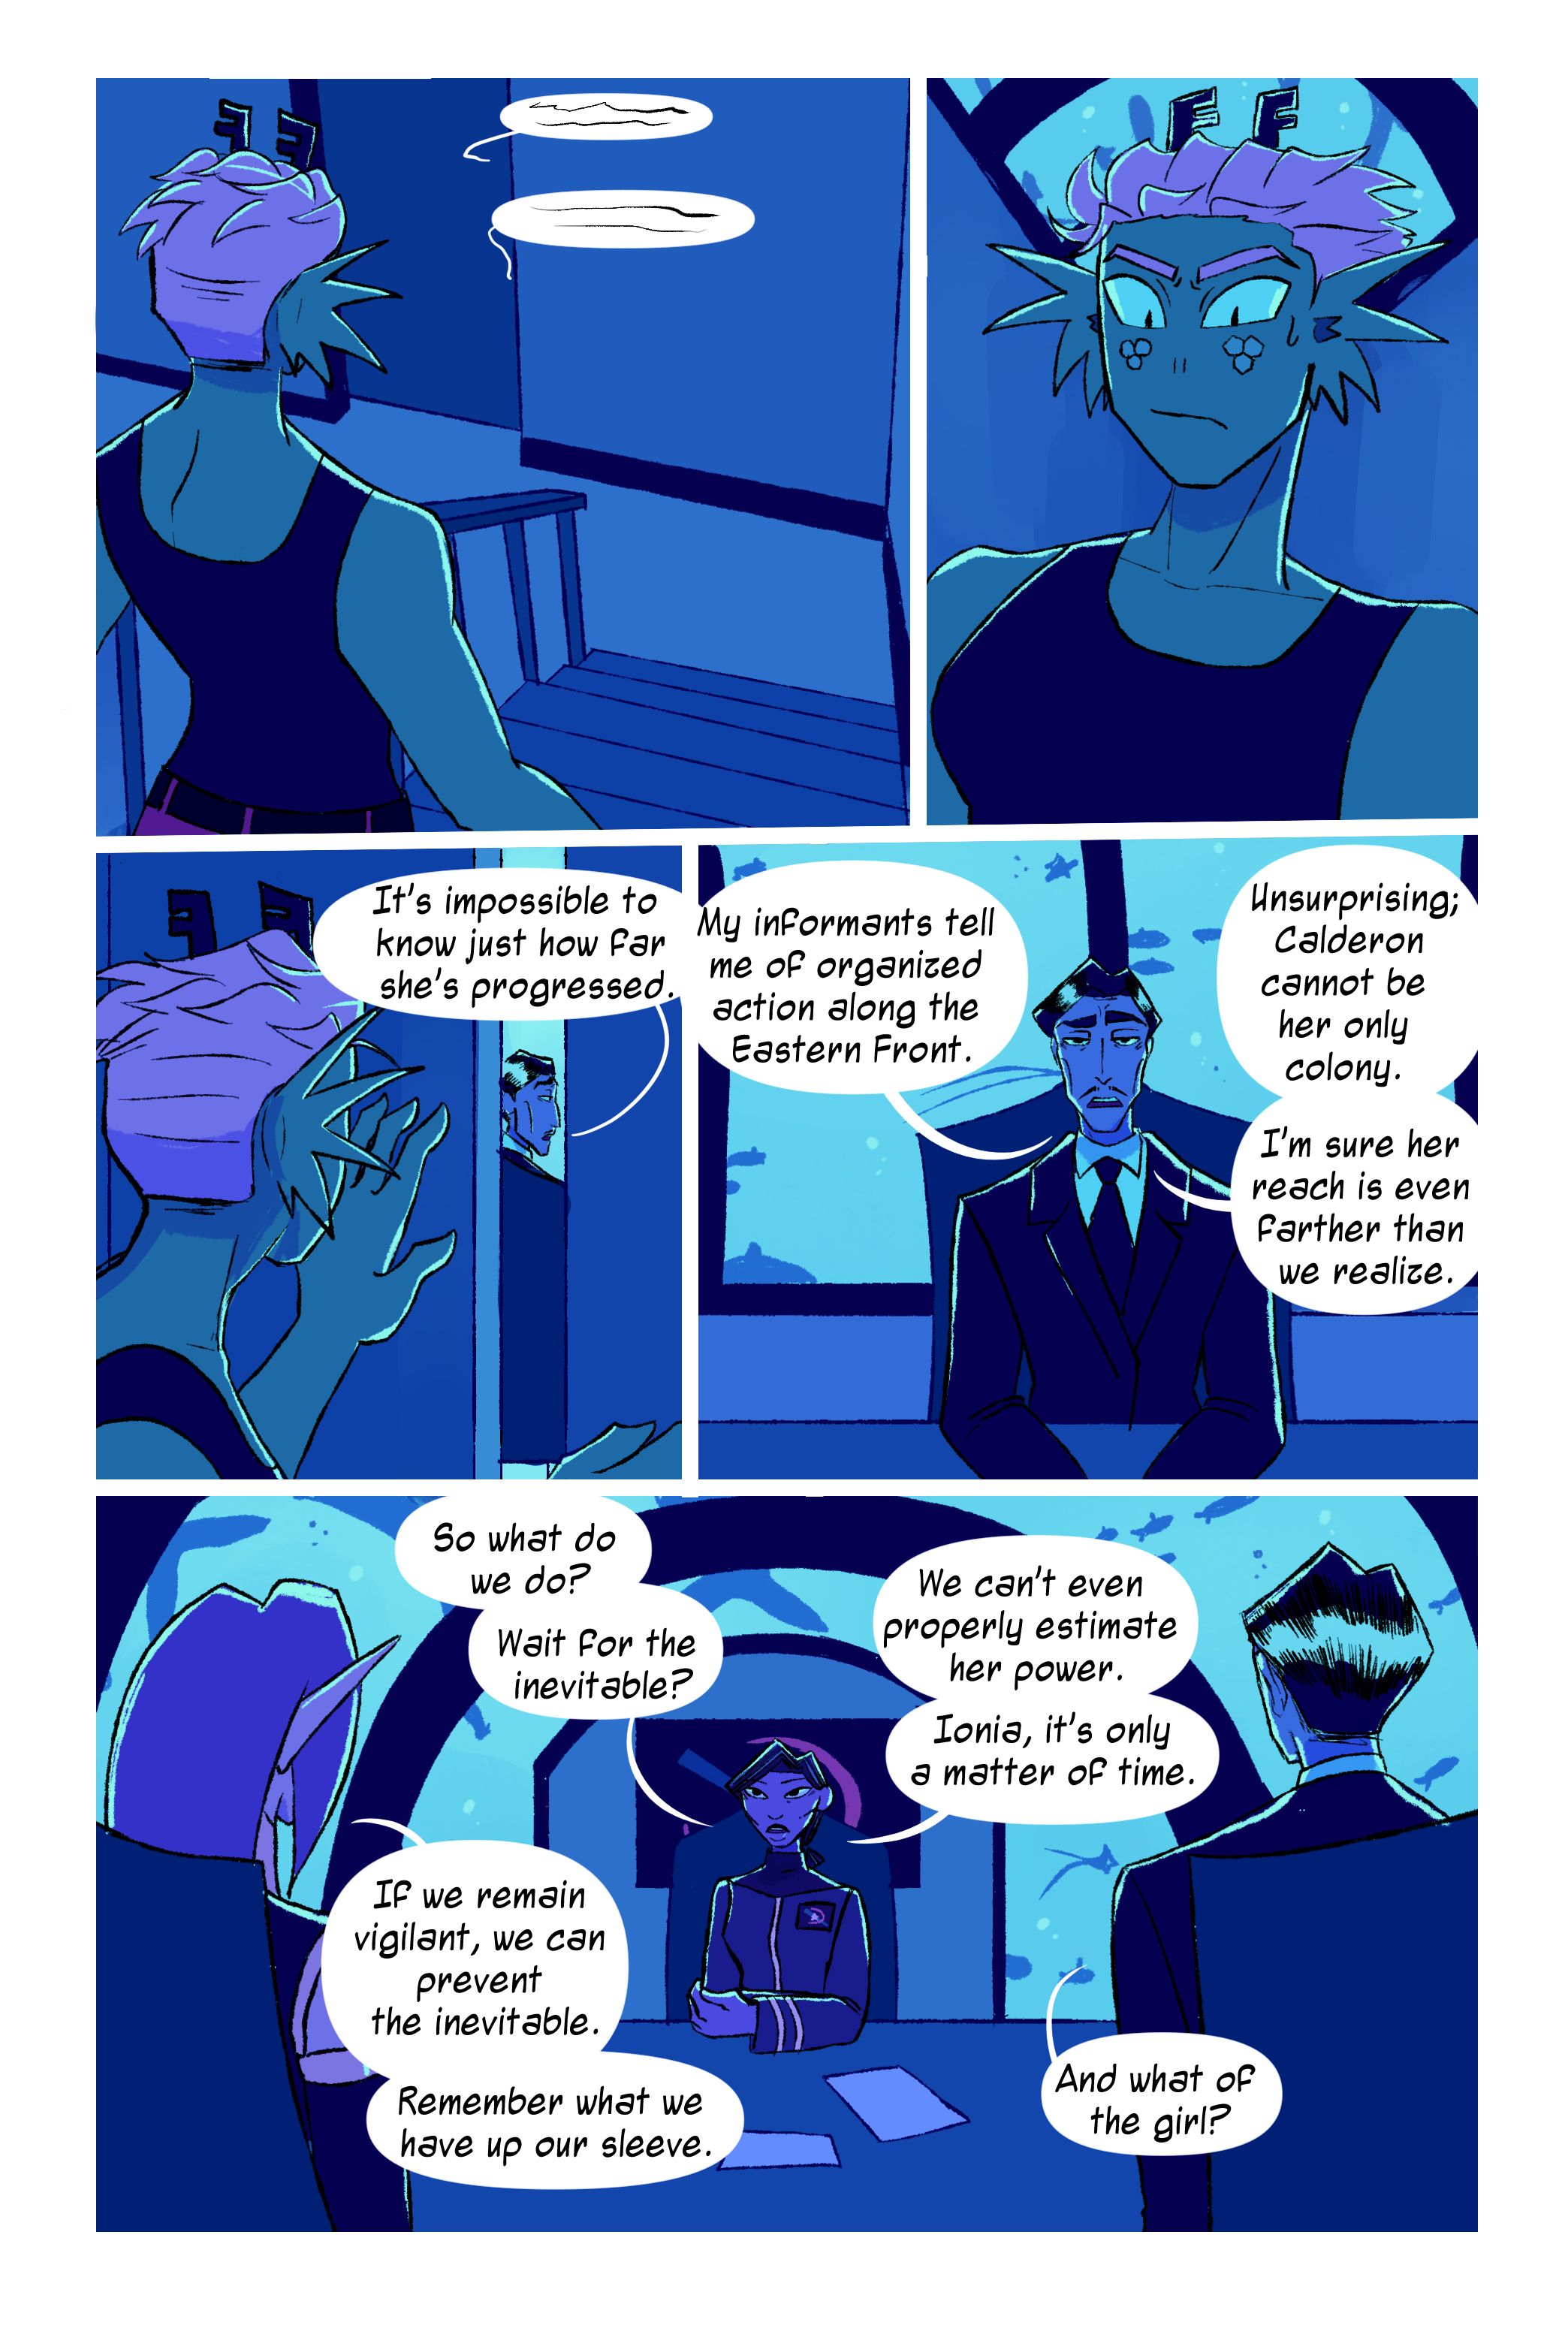 It's impossible to
know just how far
she's progressed.
My informants tell
me of organized
action along the
Eastern Front.
Unsurprising;
Calderon
cannot be
her only
colony.
I'm sure her
reach is even
farther than
we realize.
So what do
we do?
Wait for the
inevitable?
We can't even
properly estimate
her power.
Ionia, it's only
a matter of time.
If we remain
vigilant, we can
prevent
the inevitable.
Remember what we
have up our sleeve.
And what of
the girl?